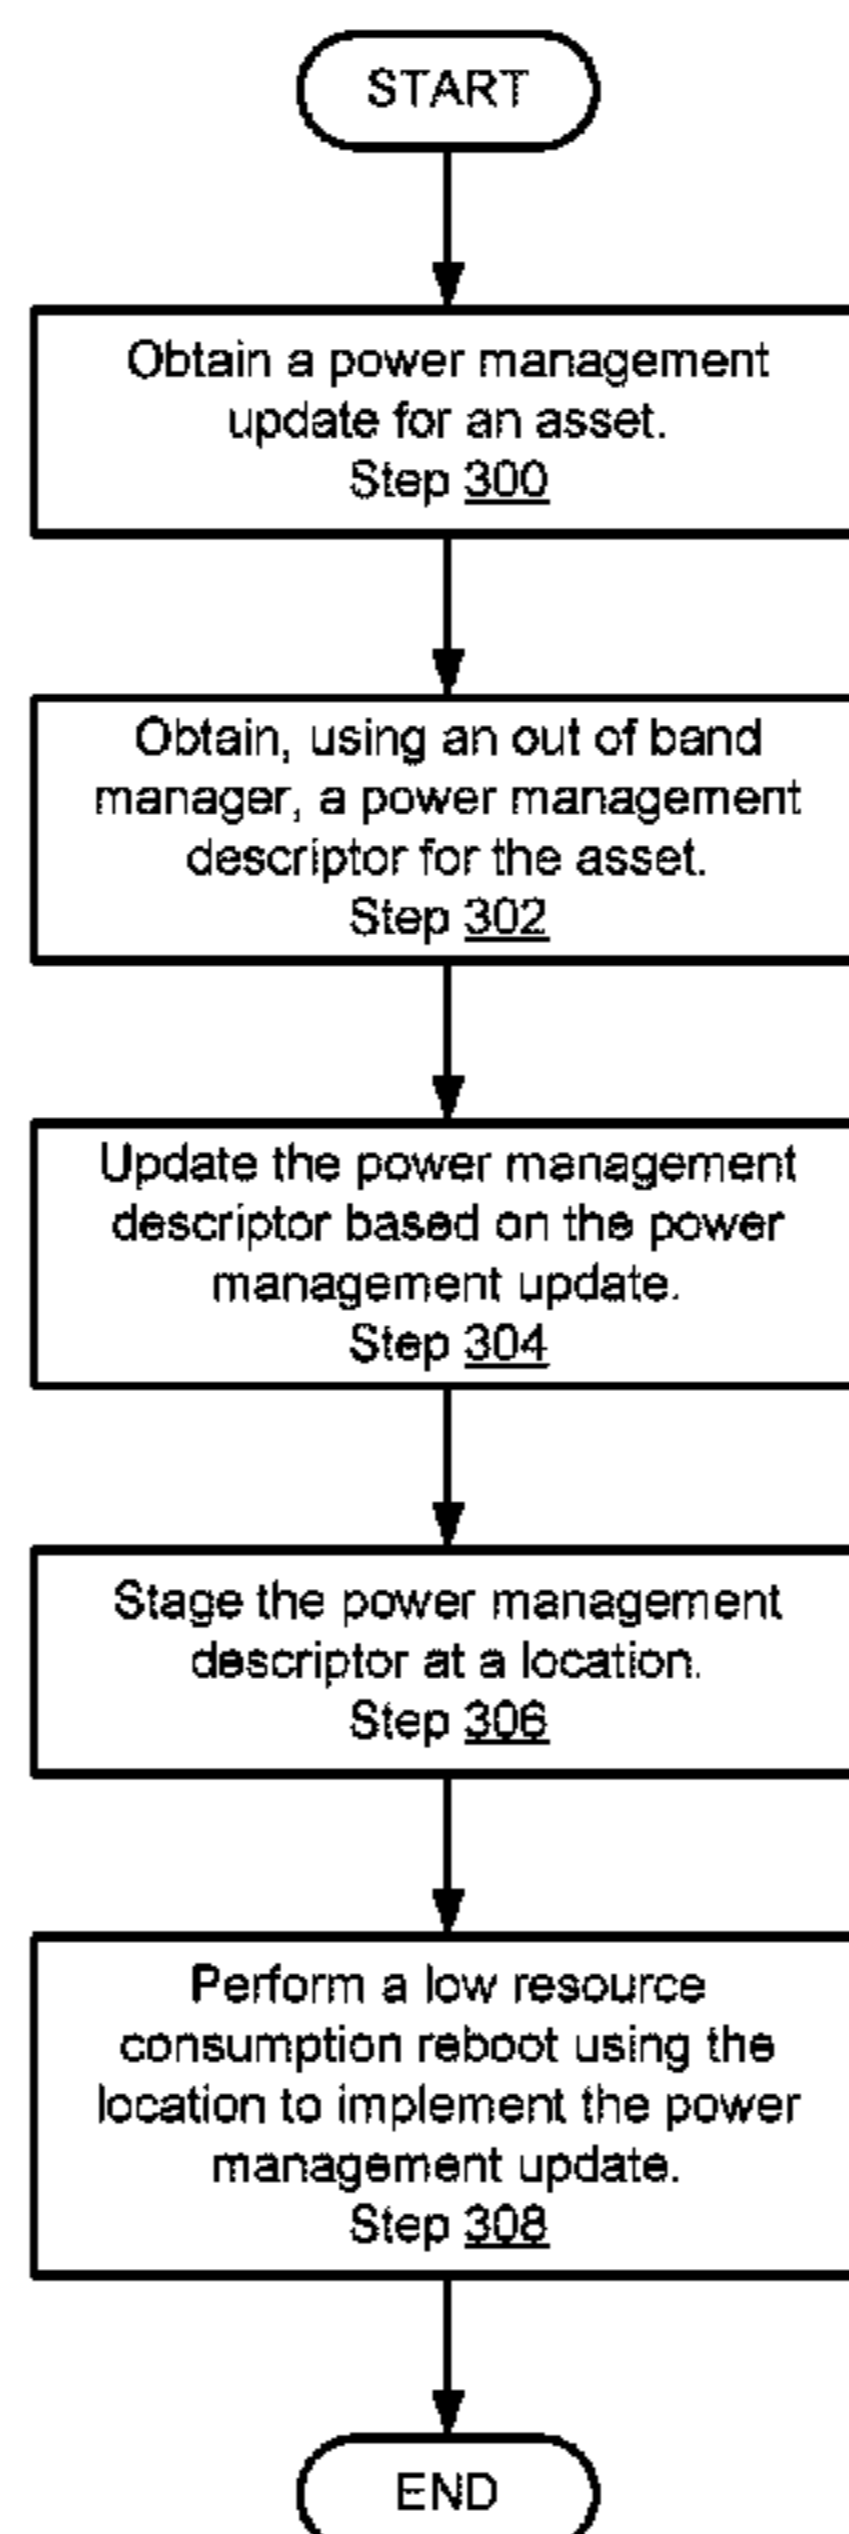 START
Obtain a power management
update for an asset.
Step 300
Obtain, using an out of band
manager, a power management
descriptor for the asset.
Step 302
Update the power management
descriptor based on the power
management update.
Step 304
Stage the power management
descriptor at a location.
Step 306
Perform a low resource
consumption reboot using the
location to implement the power
management update.
Step 308
END